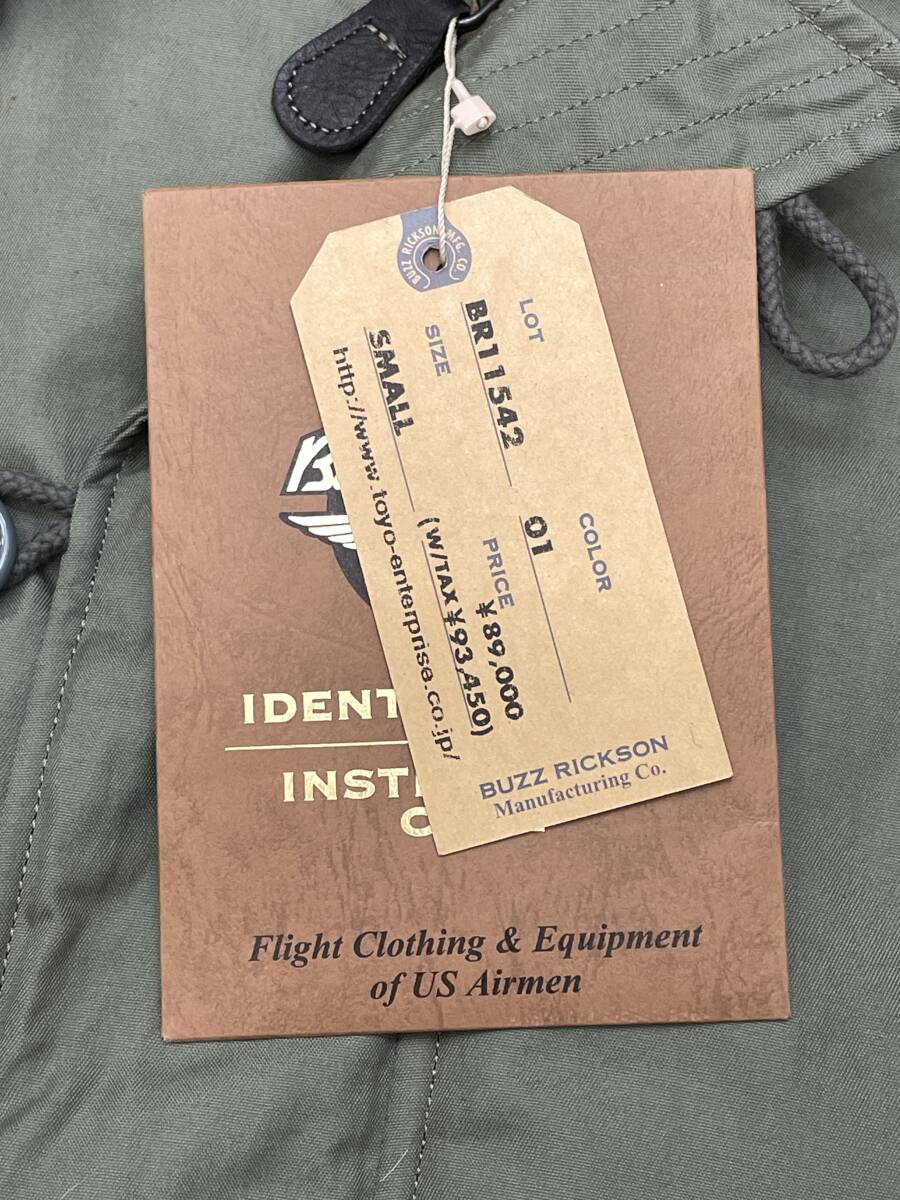 BUZZ RICKSON MFG. CO.
LOT
BR11542
COLOR
01
SIZE
SMALL
PRICE
¥89,000
(W/TAX ¥93,450)
http://www.toyo-enterprise.co.jp/
BUZZ RICKSON
Manufacturing Co.
IDENT
INST
Flight Clothing & Equipment
of US Airmen